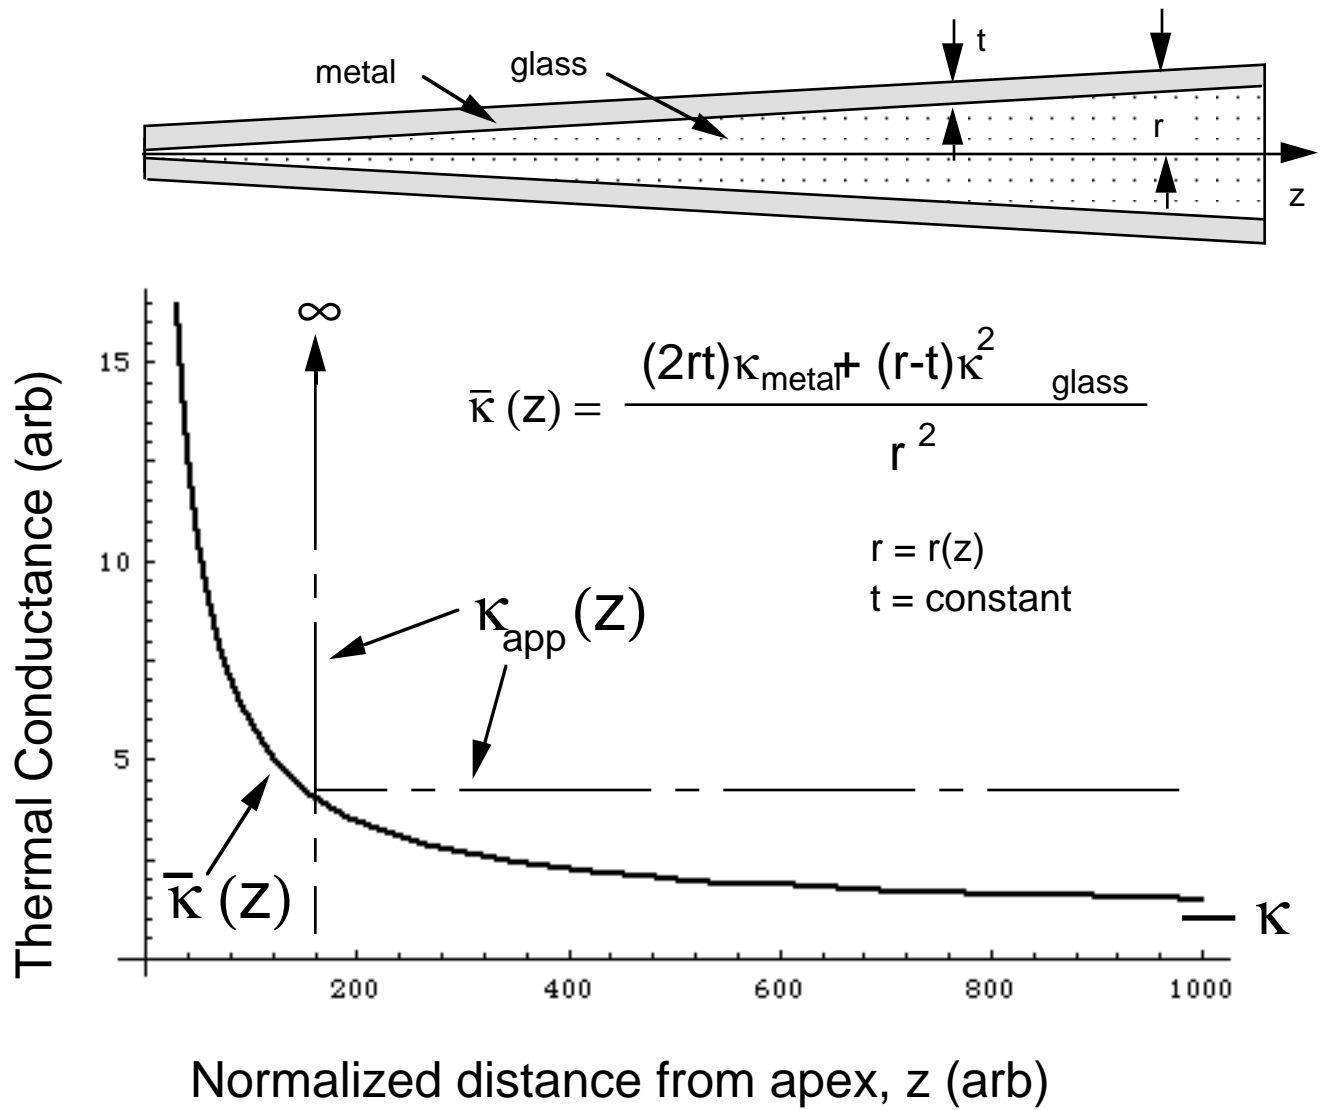 metal
glass
t
r
z
∞
(2rt)κmetal+ (r-t)κ2 glass
κ̄ (z) =
r 2
r = r(z)
t = constant
κapp (z)
κ̄ (z)
κ
15
10
5
200 400 600 800 1000
Thermal Conductance (arb)
Normalized distance from apex, z (arb)